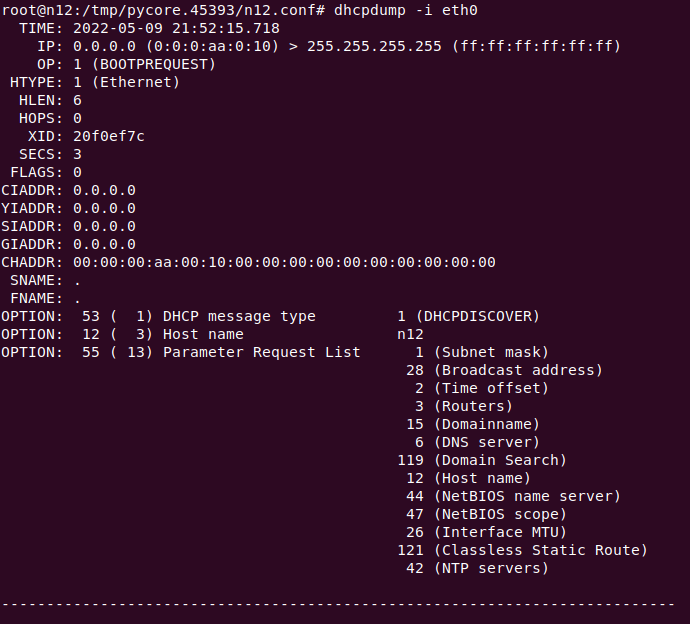 root@n12:/tmp/pycore.45393/n12.conf# dhcpdump -i eth0
  TIME: 2022-05-09 21:52:15.718
    IP: 0.0.0.0 (0:0:0:aa:0:10) > 255.255.255.255 (ff:ff:ff:ff:ff:ff)
    OP: 1 (BOOTPREQUEST)
 HTYPE: 1 (Ethernet)
  HLEN: 6
  HOPS: 0
   XID: 20f0ef7c
  SECS: 3
 FLAGS: 0
CIADDR: 0.0.0.0
YIADDR: 0.0.0.0
SIADDR: 0.0.0.0
GIADDR: 0.0.0.0
CHADDR: 00:00:00:aa:00:10:00:00:00:00:00:00:00:00:00:00
 SNAME: .
 FNAME: .
OPTION:  53 (  1) DHCP message type         1 (DHCPDISCOVER)
OPTION:  12 (  3) Host name                 n12
OPTION:  55 ( 13) Parameter Request List      1 (Subnet mask)
                                             28 (Broadcast address)
                                              2 (Time offset)
                                              3 (Routers)
                                             15 (Domainname)
                                              6 (DNS server)
                                            119 (Domain Search)
                                             12 (Host name)
                                             44 (NetBIOS name server)
                                             47 (NetBIOS scope)
                                             26 (Interface MTU)
                                            121 (Classless Static Route)
                                             42 (NTP servers)
---------------------------------------------------------------------------